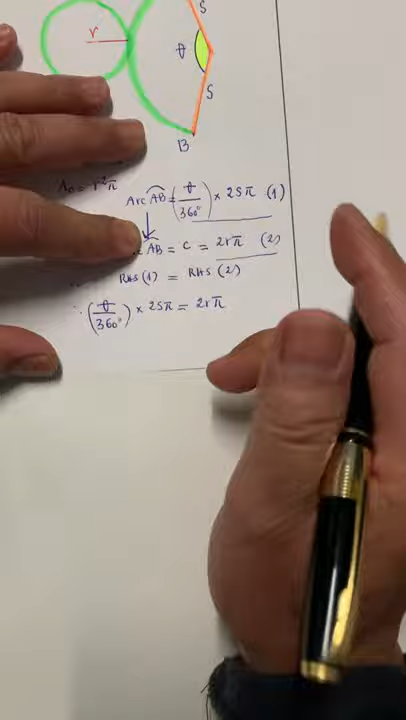 S
r
θ
S
B
A₀ = r²π
Arc AB = (θ/360°) × 2Sπ (1)
AB = C = 2rπ (2)
RHS(1) = RHS(2)
∴ (θ/360°) × 2Sπ = 2rπ